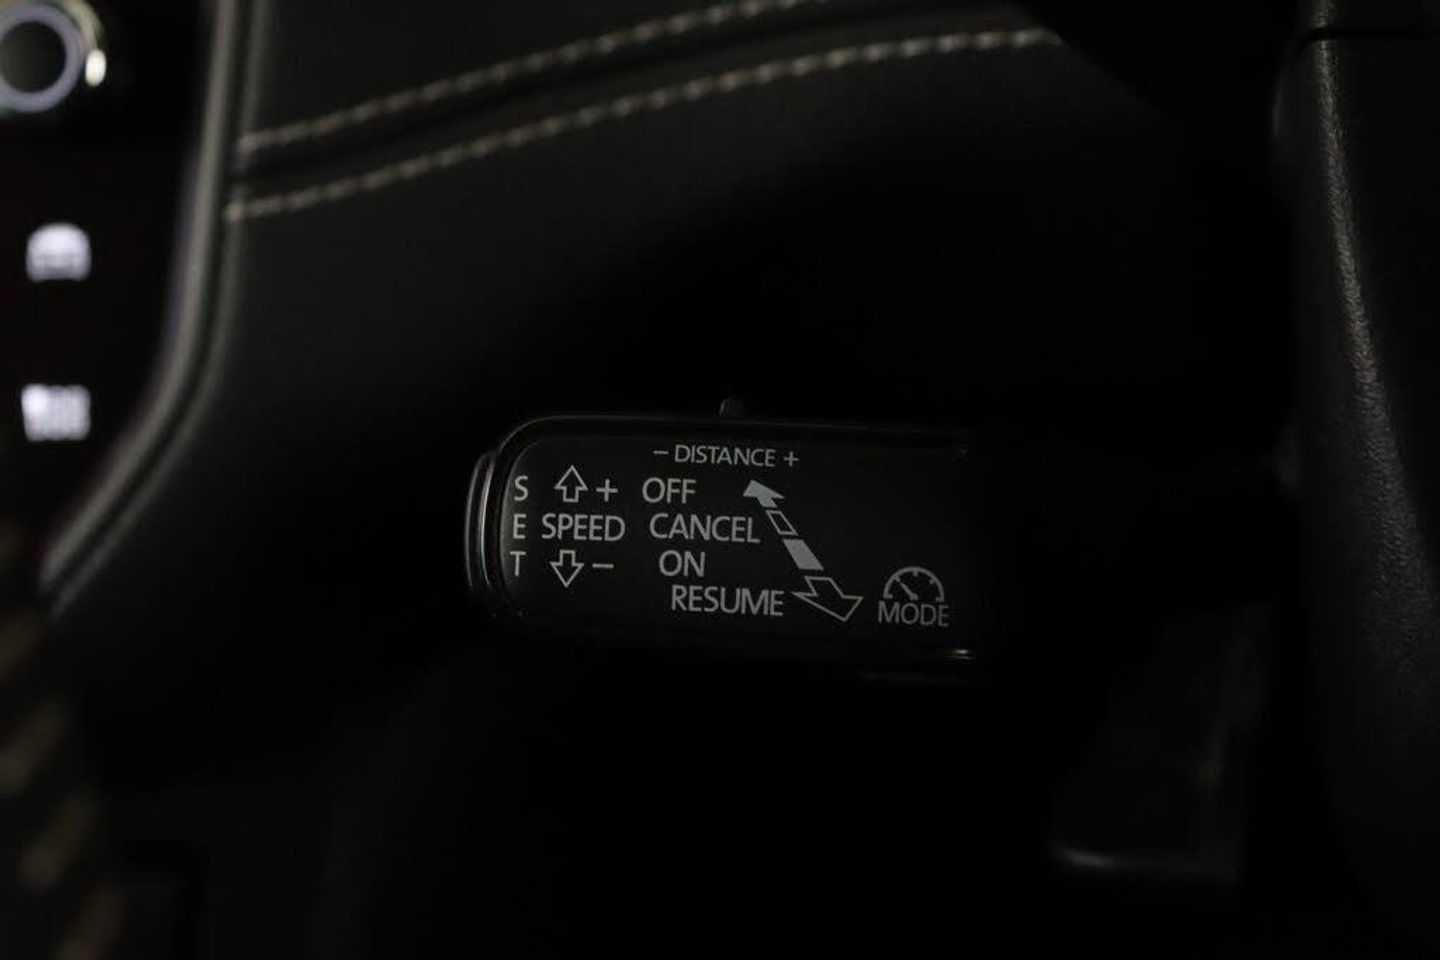 - DISTANCE +
S + OFF
E SPEED CANCEL
T - ON
RESUME
MODE